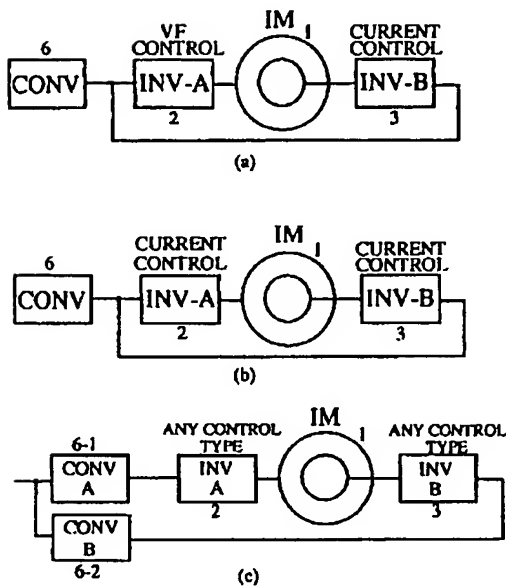 6
CONV
VF
CONTROL
INV-A
2
IM
1
CURRENT
CONTROL
INV-B
3
(a)
6
CONV
CURRENT
CONTROL
INV-A
2
IM
1
CURRENT
CONTROL
INV-B
3
(b)
6-1
CONV
A
ANY CONTROL
TYPE
INV
A
2
IM
1
ANY CONTROL
TYPE
INV
B
3
CONV
B
6-2
(c)